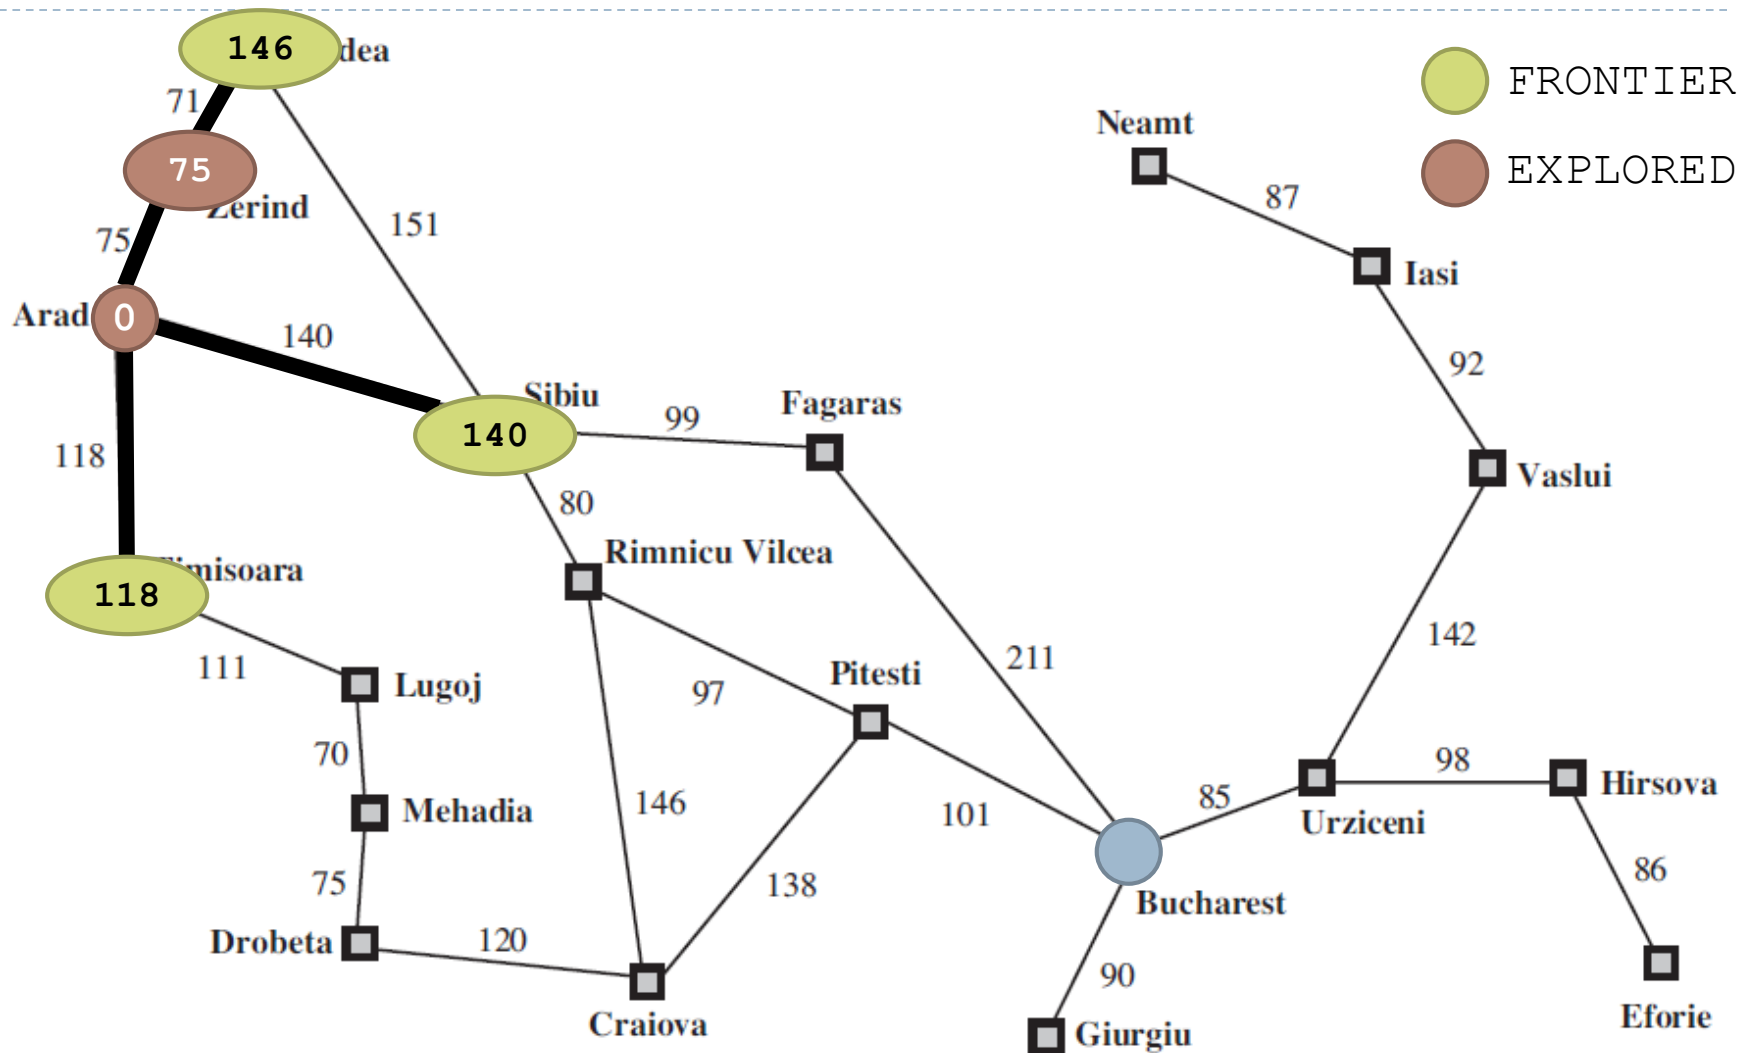 146
dea
FRONTIER
71
Neamt
EXPLORED
75
87
Zerind
151
75
Iasi
Arad
0
140
92
Sibiu
99
Fagaras
140
118
Vaslui
80
Rimnicu Vilcea
imisoara
118
142
111
Lugoj
97
Pitesti
211
70
98
Hirsova
Mehadia
146
101
85
Urziceni
75
138
86
Bucharest
Drobeta
120
90
Craiova
Giurgiu
Eforie